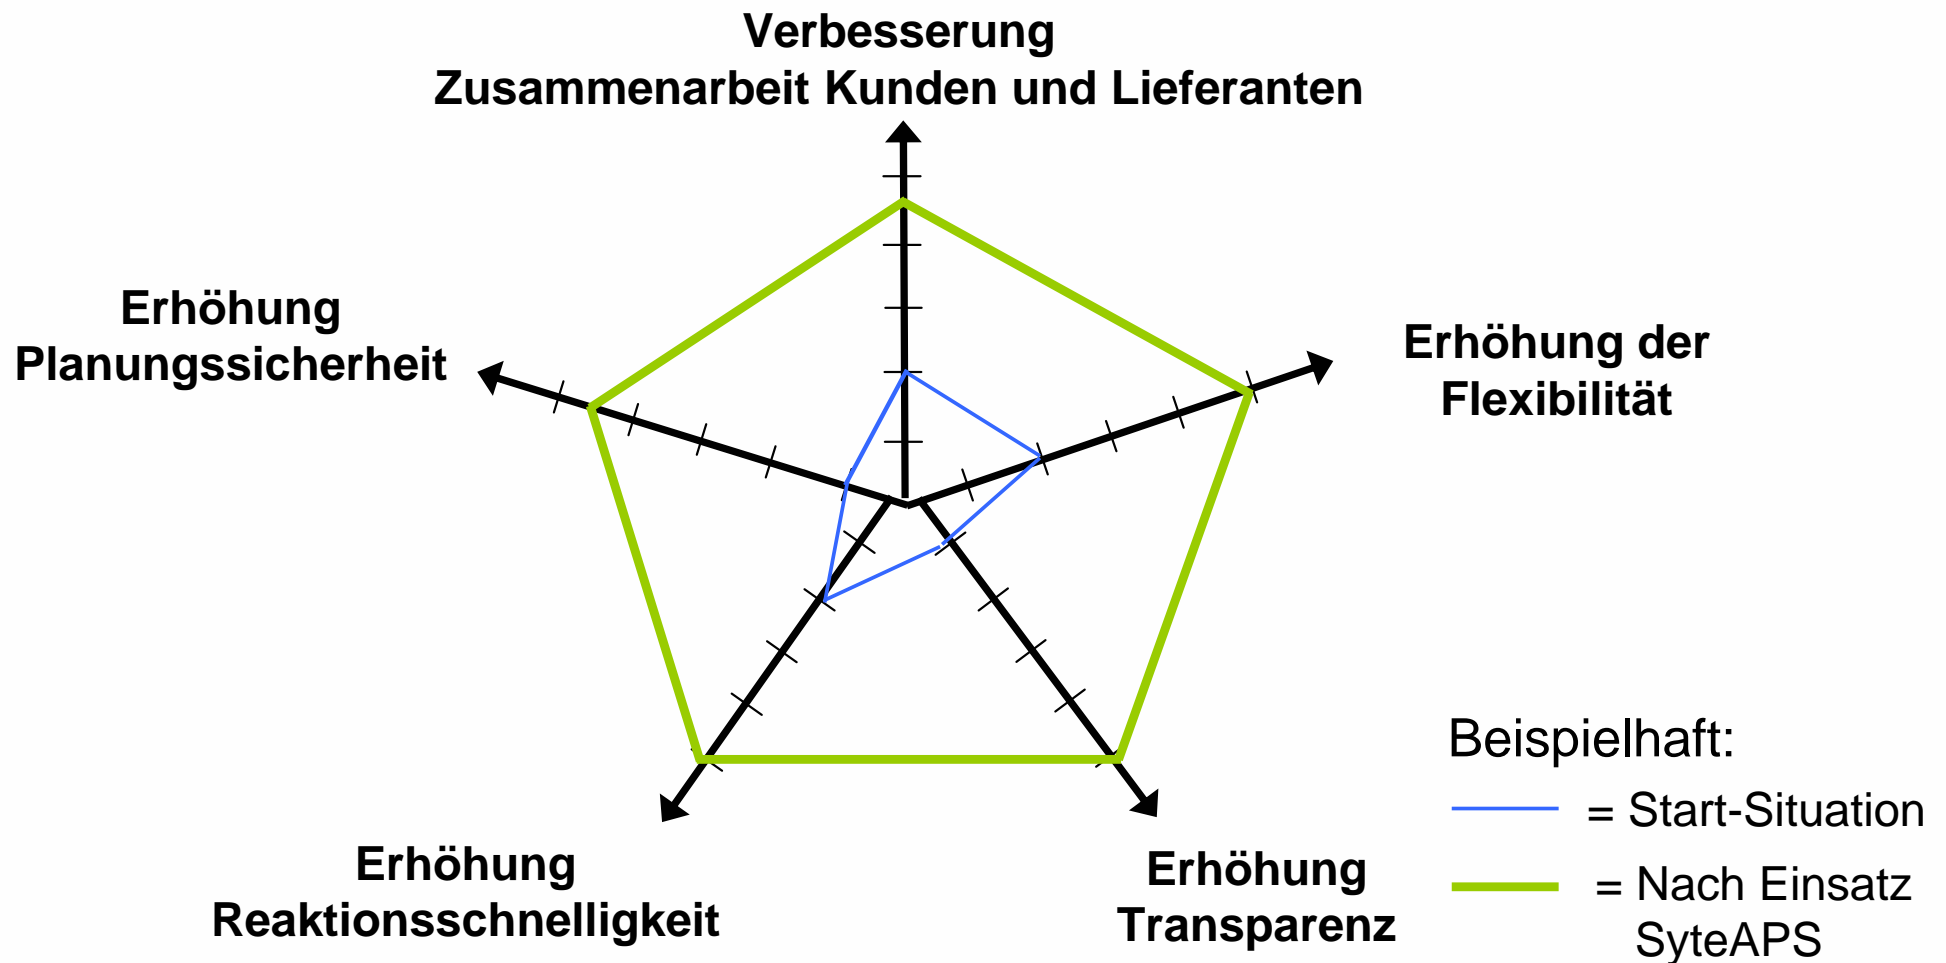 Verbesserung
Zusammenarbeit Kunden und Lieferanten
Erhöhung
Planungssicherheit
Erhöhung der
Flexibilität
Erhöhung
Reaktionsschnelligkeit
Erhöhung
Transparenz
Beispielhaft:
= Start-Situation
= Nach Einsatz
SyteAPS